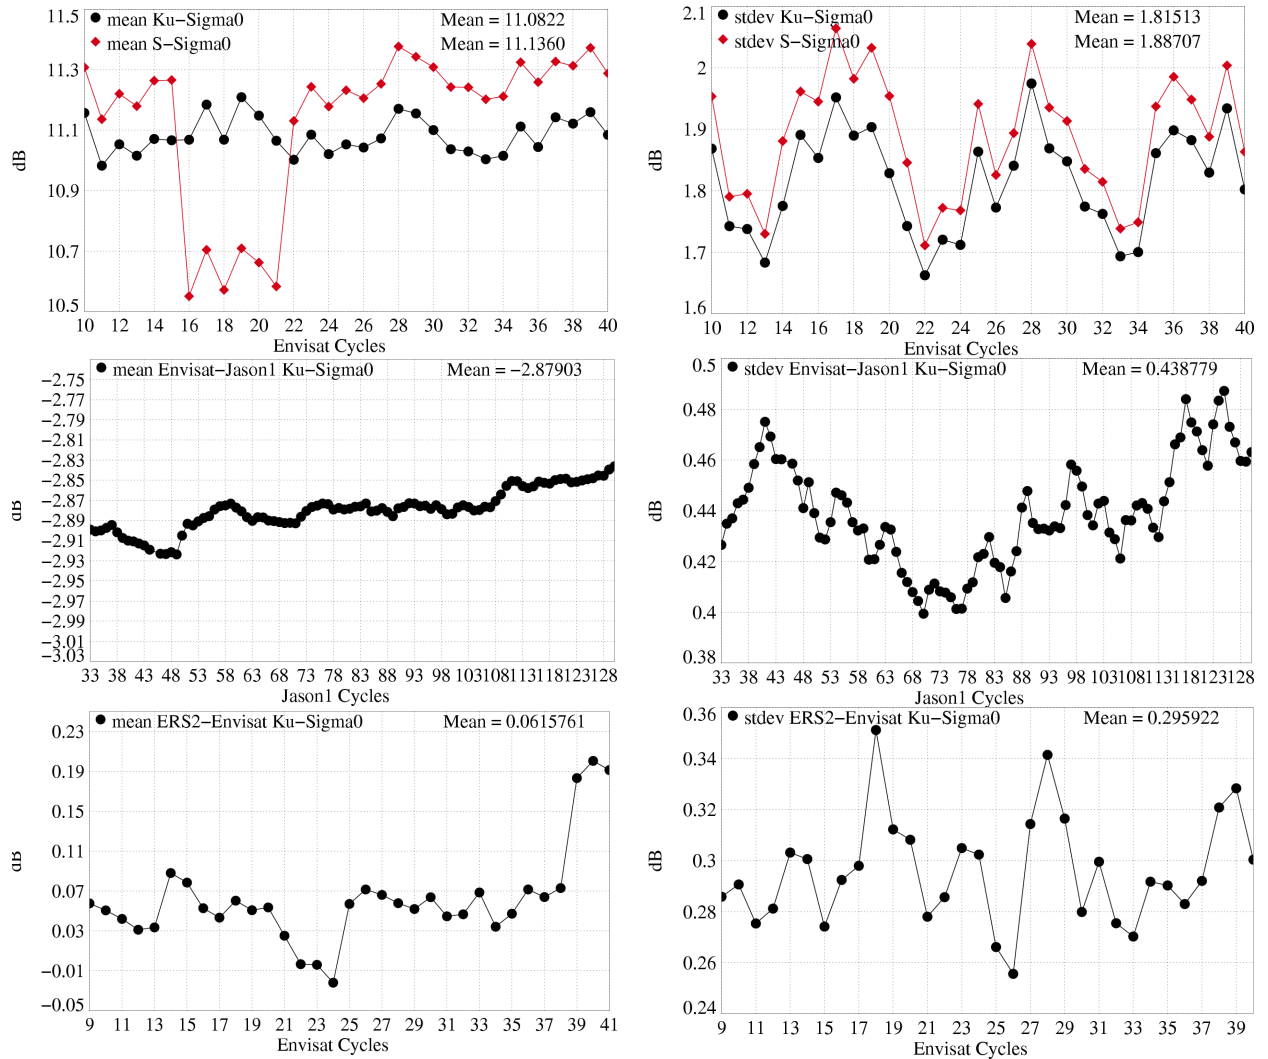 mean Ku−Sigma0 Mean = 11.0822
mean S−Sigma0 Mean = 11.1360
11.5
11.3
11.1
10.9
10.7
10.5
dB
10 12 14 16 18 20 22 24 26 28 30 32 34 36 38 40
Envisat Cycles
stdev Ku−Sigma0 Mean = 1.81513
stdev S−Sigma0 Mean = 1.88707
2.1
2
1.9
1.8
1.7
1.6
dB
10 12 14 16 18 20 22 24 26 28 30 32 34 36 38 40
Envisat Cycles
mean Envisat−Jason1 Ku−Sigma0 Mean = −2.87903
−2.75
−2.77
−2.79
−2.81
−2.83
−2.85
−2.87
−2.89
−2.91
−2.93
−2.95
−2.97
−2.99
−3.01
−3.03
dB
33 38 43 48 53 58 63 68 73 78 83 88 93 98 103 108 113 118 123 128
Jason1 Cycles
stdev Envisat−Jason1 Ku−Sigma0 Mean = 0.438779
0.5
0.48
0.46
0.44
0.42
0.4
0.38
dB
33 38 43 48 53 58 63 68 73 78 83 88 93 98 103 108 113 118 123 128
Jason1 Cycles
mean ERS2−Envisat Ku−Sigma0 Mean = 0.0615761
0.23
0.19
0.15
0.11
0.07
0.03
−0.01
−0.05
dB
9 11 13 15 17 19 21 23 25 27 29 31 33 35 37 39 41
Envisat Cycles
stdev ERS2−Envisat Ku−Sigma0 Mean = 0.295922
0.36
0.34
0.32
0.3
0.28
0.26
0.24
dB
9 11 13 15 17 19 21 23 25 27 29 31 33 35 37 39
Envisat Cycles